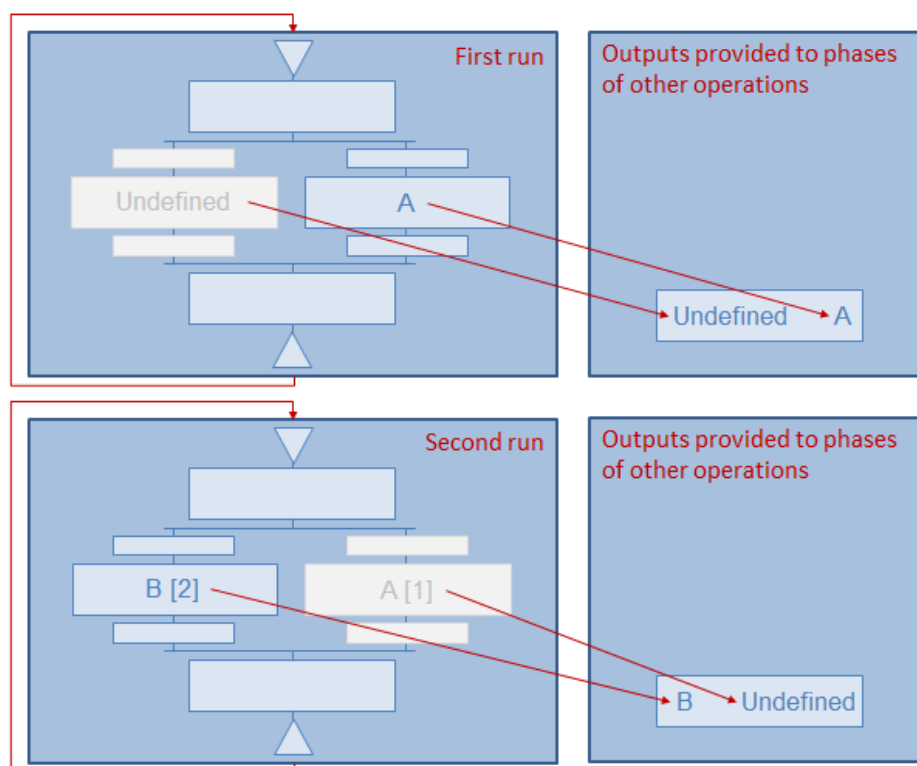 First run
Outputs provided to phases
of other operations
Undefined
A
Undefined A
Second run
Outputs provided to phases
of other operations
B [2]
A [1]
B Undefined